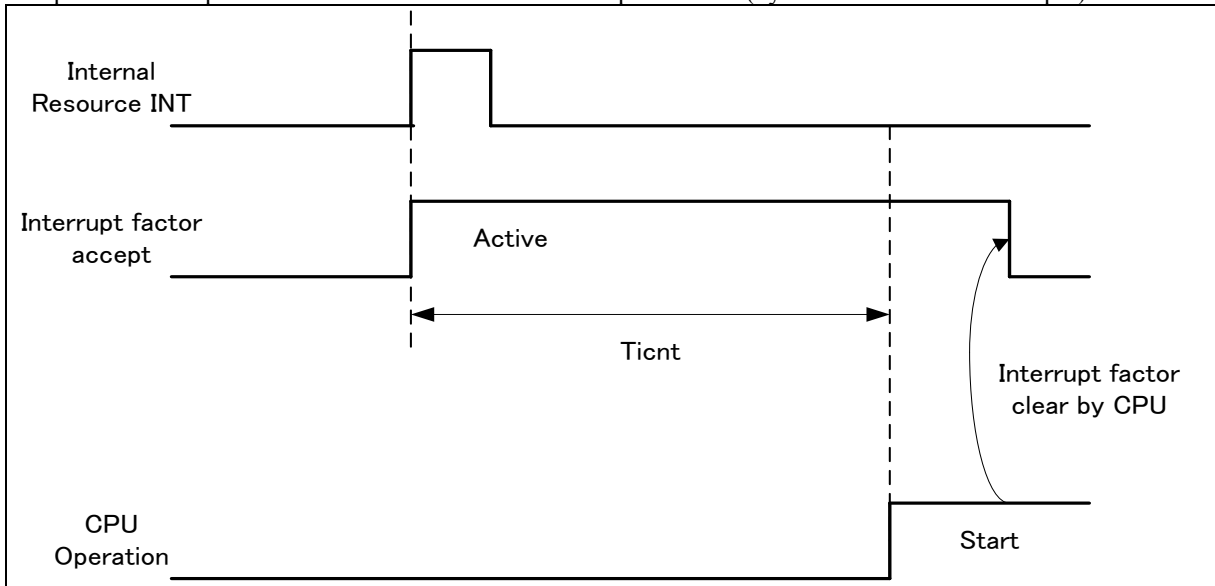 Internal
Resource INT
Interrupt factor
accept
Active
Ticnt
Interrupt factor
clear by CPU
CPU
Operation
Start